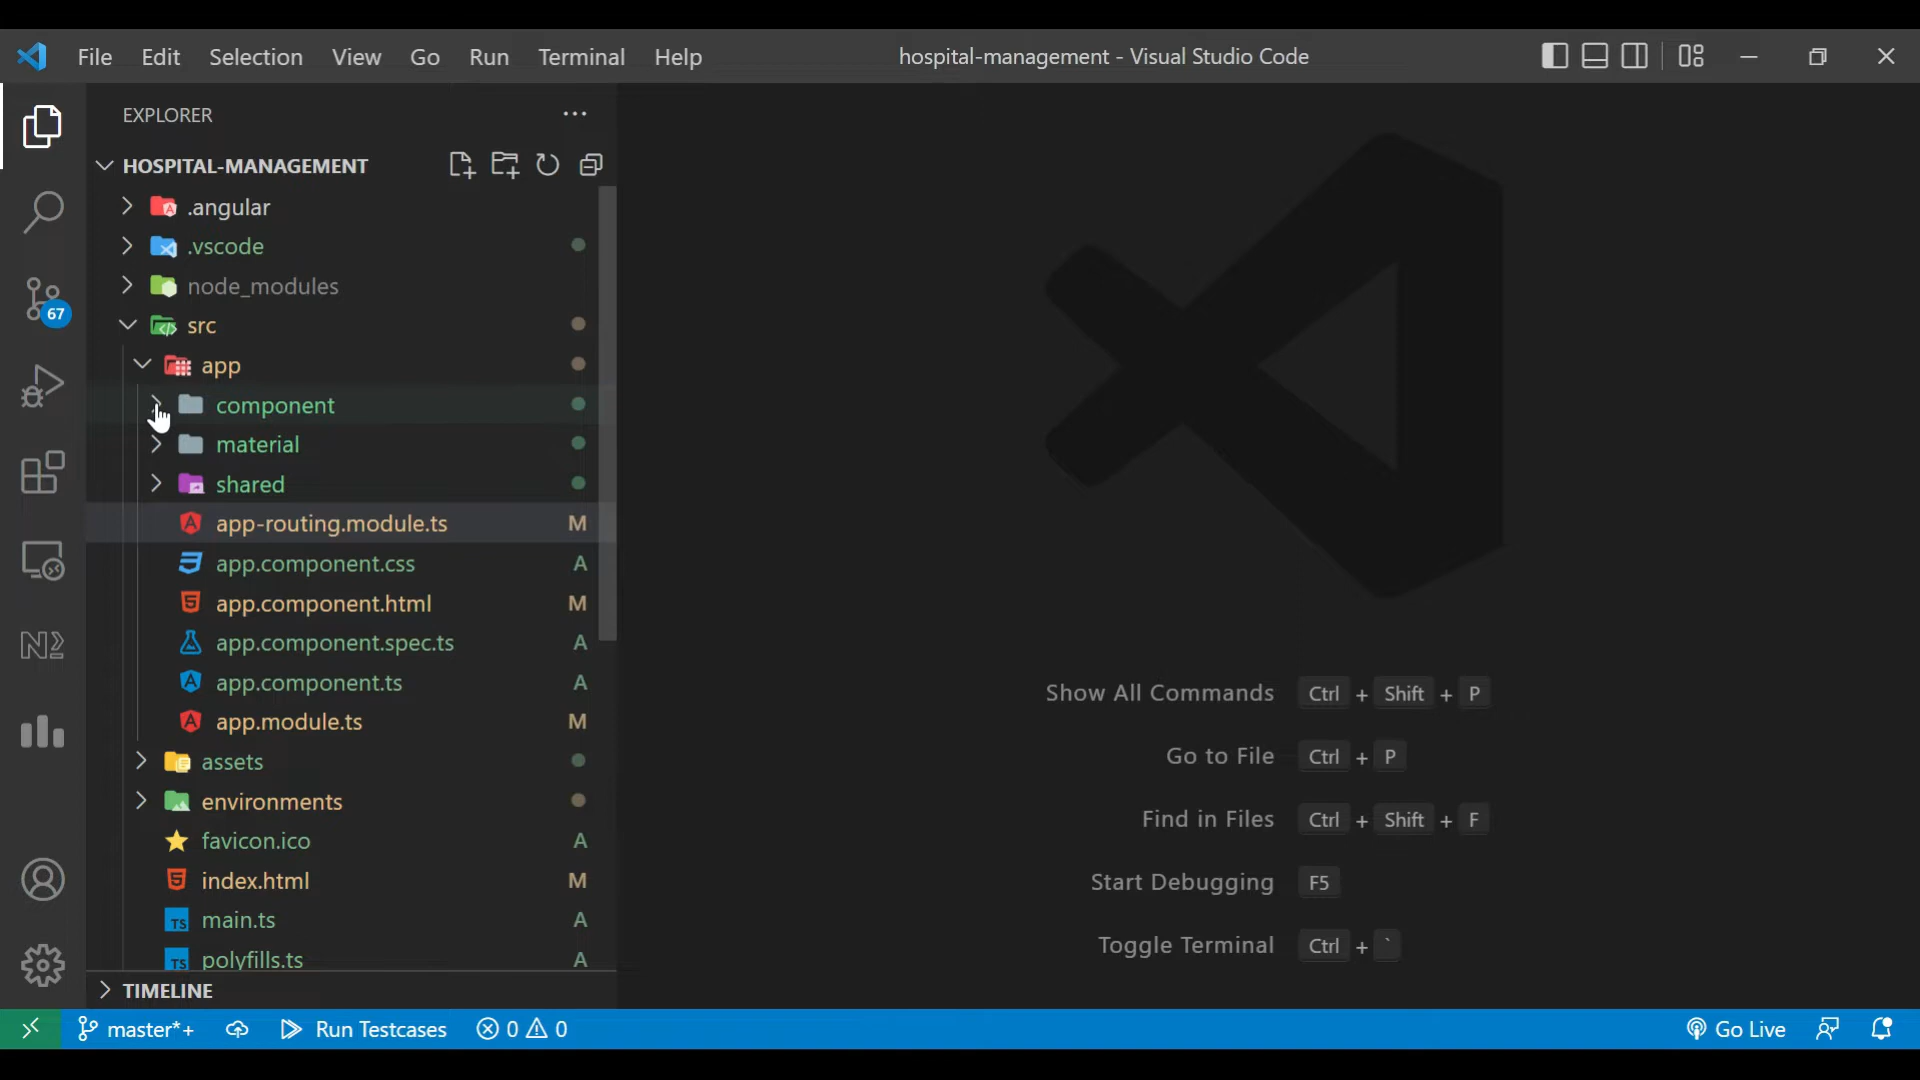 File Edit Selection View Go Run Terminal Help hospital-management - Visual Studio Code
EXPLORER
HOSPITAL-MANAGEMENT
.angular
.vscode
node_modules
67
src
app
component
material
shared
app-routing.module.ts M
app.component.css A
app.component.html M
app.component.spec.ts A
app.component.ts A
app.module.ts M
assets
environments
favicon.ico A
index.html M
TS main.ts A
TS polyfills.ts A
TIMELINE
Show All Commands Ctrl + Shift + P
Go to File Ctrl + P
Find in Files Ctrl + Shift + F
Start Debugging F5
Toggle Terminal Ctrl + `
master*+ Run Testcases 0 0 Go Live